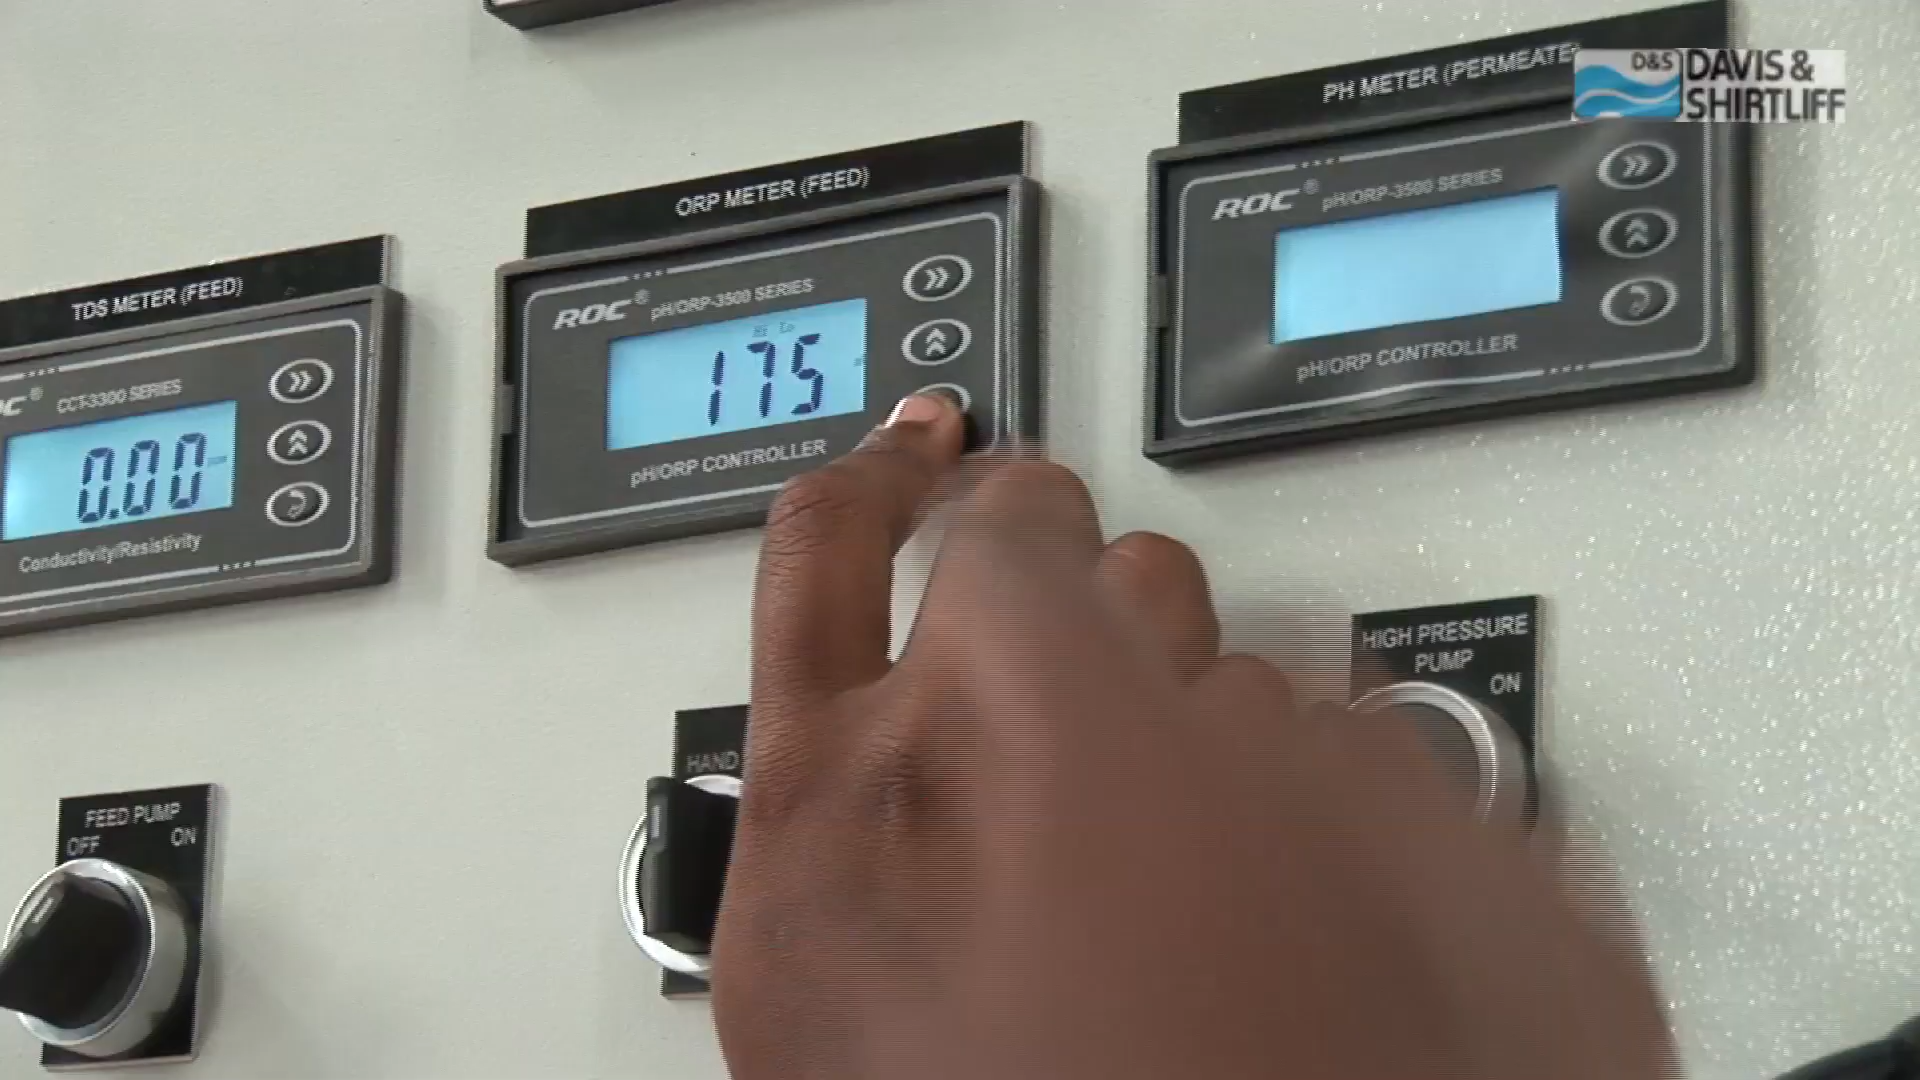 D&S
DAVIS &
SHIRTLIFF
PH METER (PERMEATE)
ROC® pH/ORP-3500 SERIES
pH/ORP CONTROLLER
ORP METER (FEED)
ROC® pH/ORP-3500 SERIES
175
pH/ORP CONTROLLER
TDS METER (FEED)
CCT-3300 SERIES
0.00
Conductivity/Resistivity
HIGH PRESSURE
PUMP
ON
HAND
FEED PUMP
OFF ON